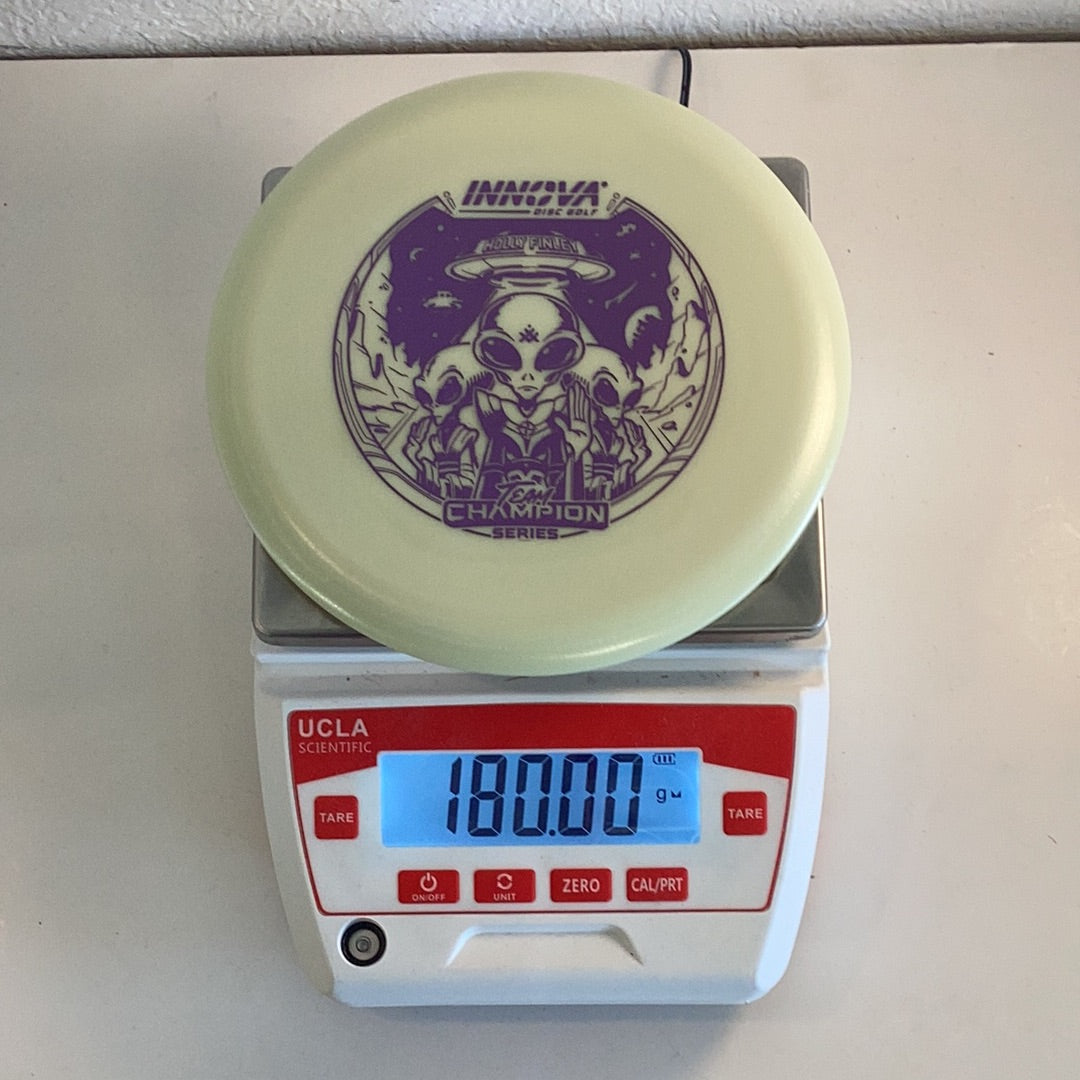 INNOVA
DISC GOLF
HOLLY FINLEY
TEAM
CHAMPION
SERIES
UCLA
SCIENTIFIC
180.00
g
TARE
TARE
ON/OFF
UNIT
ZERO
CAL/PRT